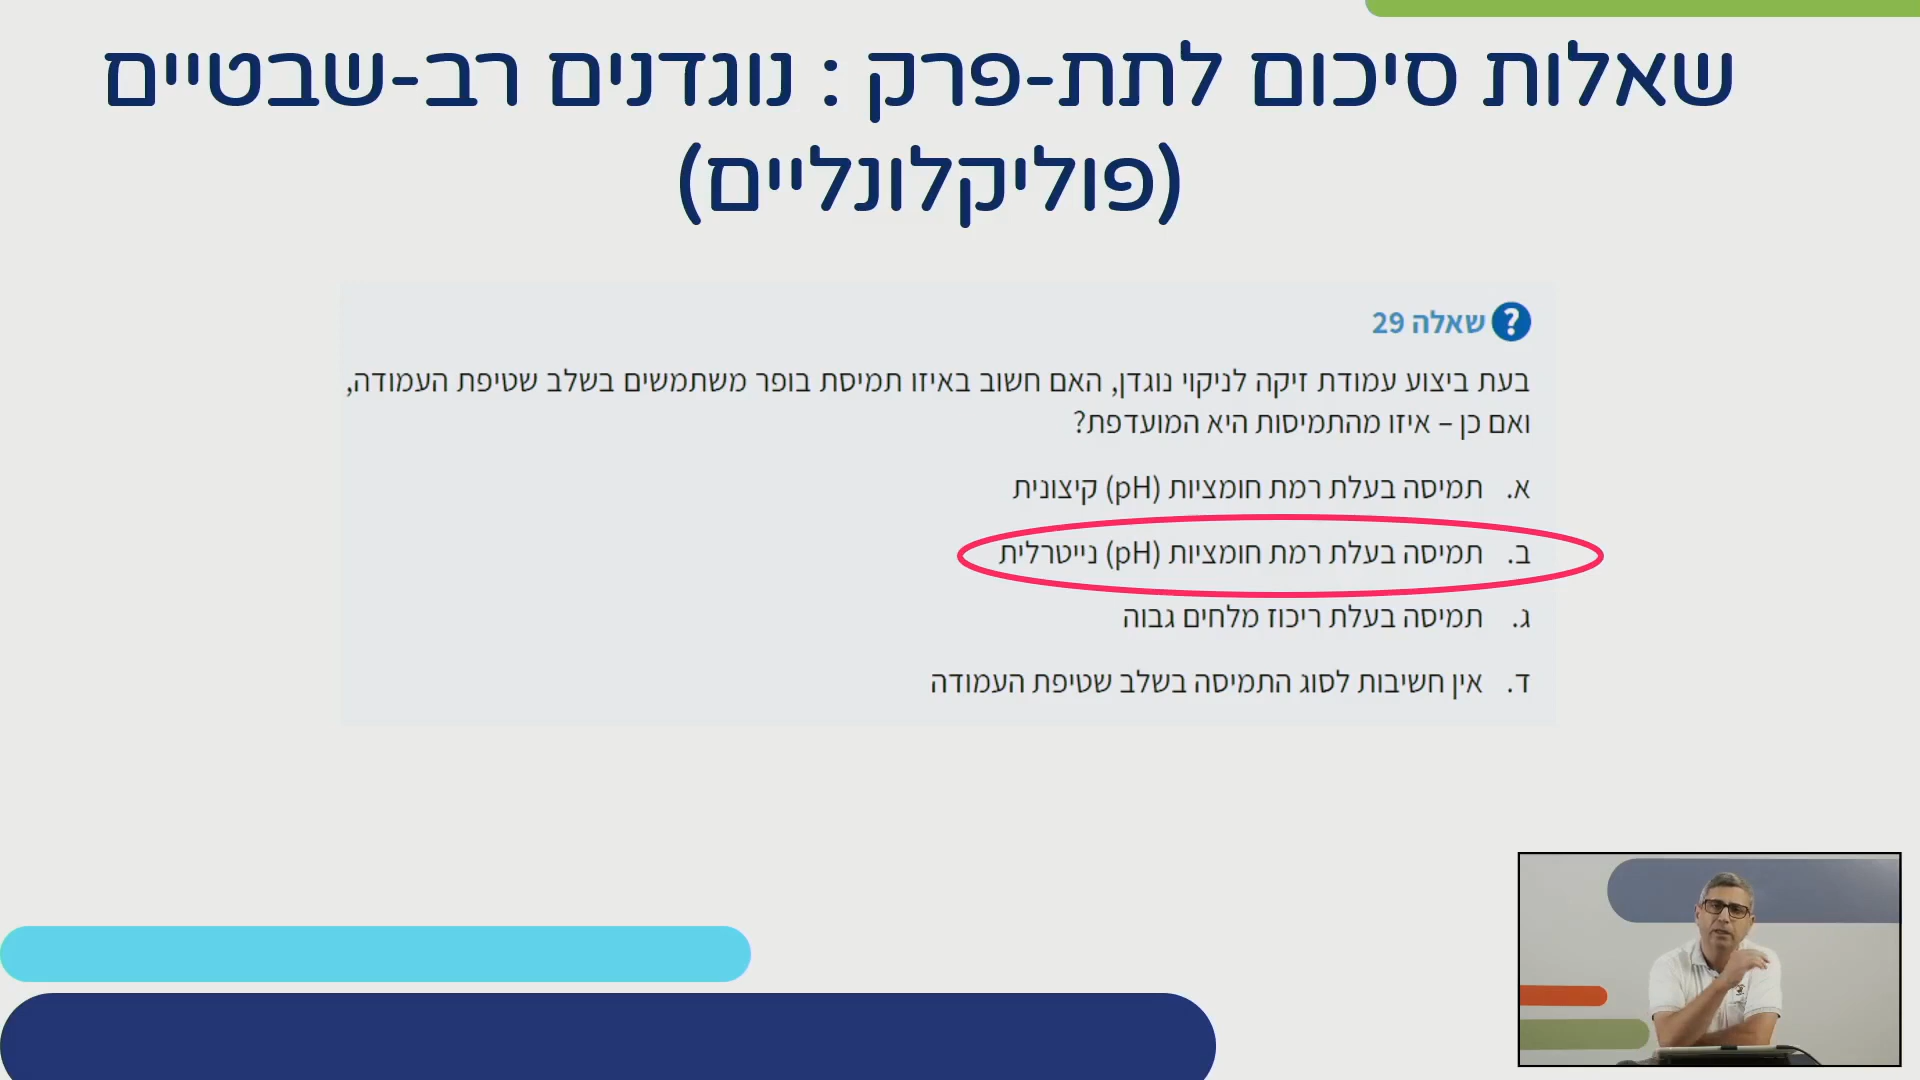 שאלות סיכום לתת-פרק : נוגדנים רב-שבטיים
(פוליקלונליים)
? שאלה 29
בעת ביצוע עמודת זיקה לניקוי נוגדן, האם חשוב באיזו תמיסת בופר משתמשים בשלב שטיפת העמודה,
ואם כן – איזו מהתמיסות היא המועדפת?
א. תמיסה בעלת רמת חומציות (pH) קיצונית
ב. תמיסה בעלת רמת חומציות (pH) נייטרלית
ג. תמיסה בעלת ריכוז מלחים גבוה
ד. אין חשיבות לסוג התמיסה בשלב שטיפת העמודה